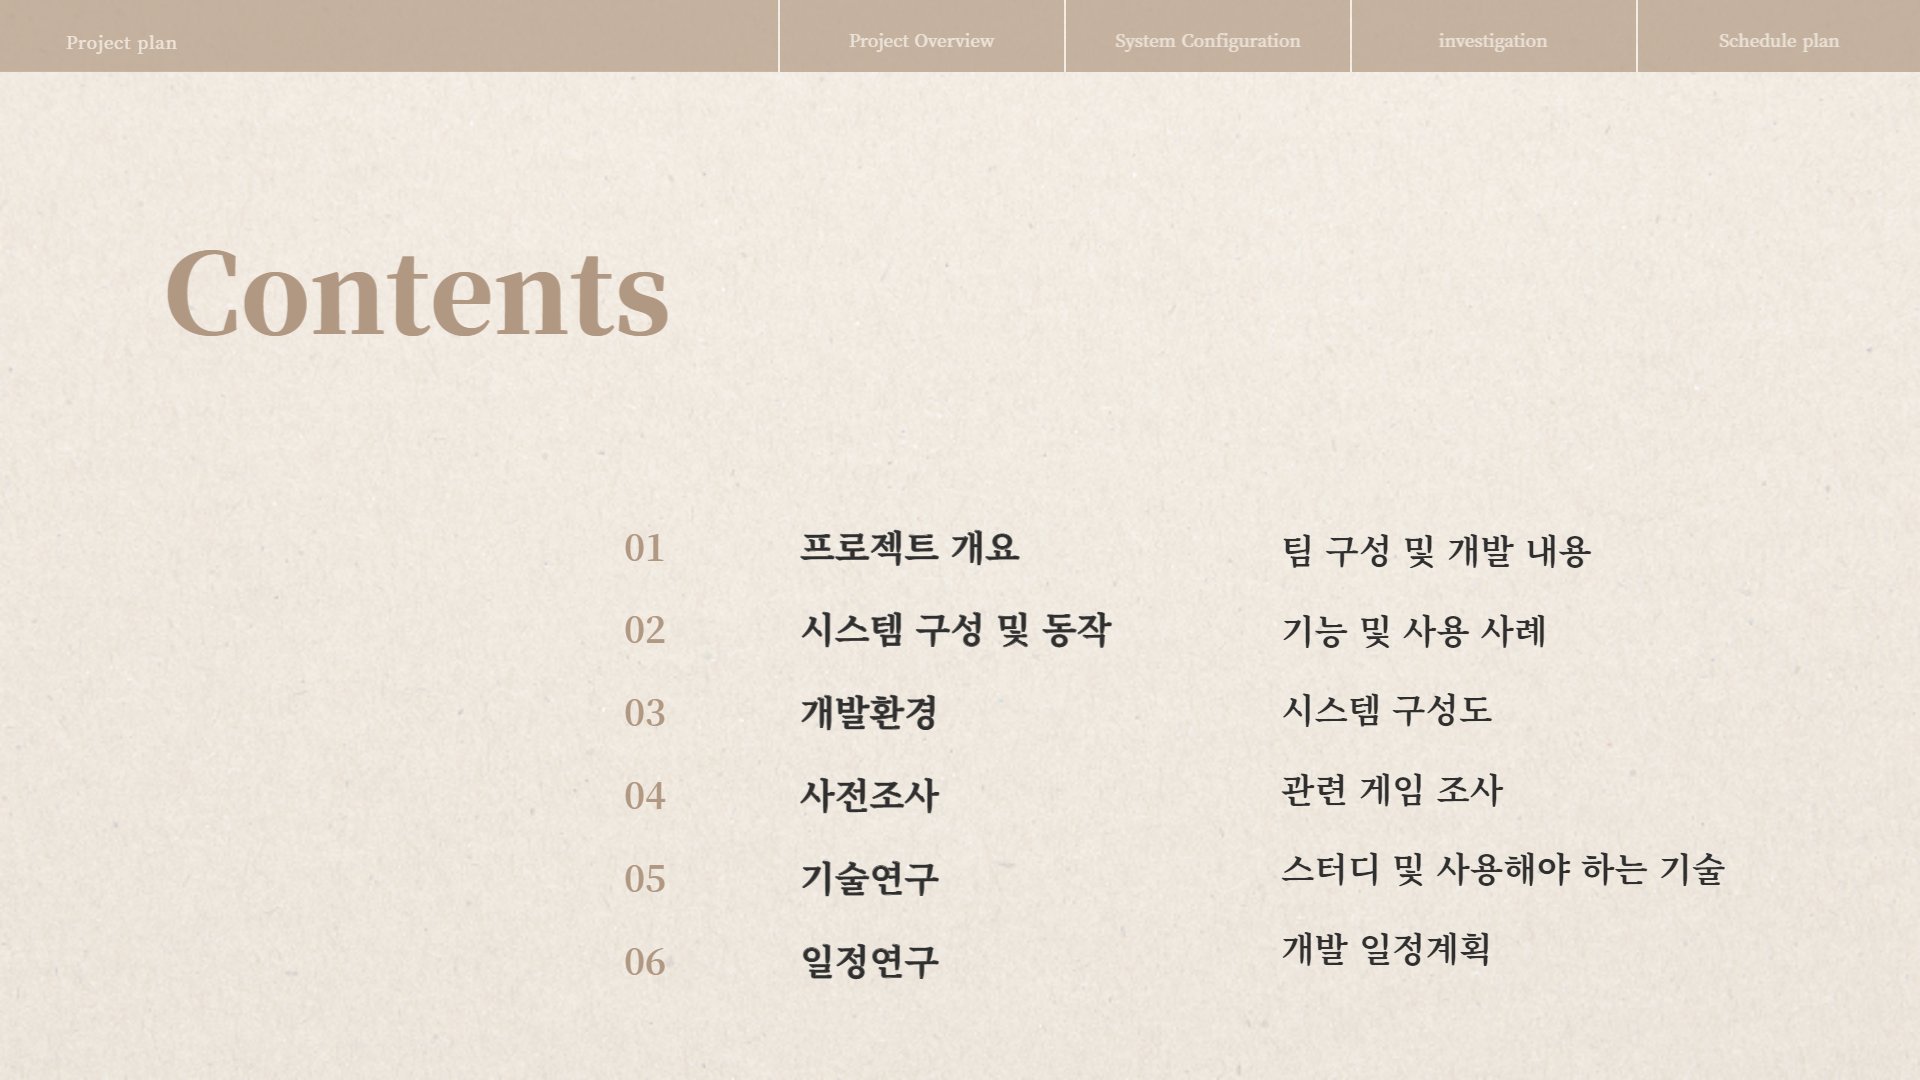 Project plan
Project Overview
System Configuration
investigation
Schedule plan
Contents
01 프로젝트 개요 팀 구성 및 개발 내용
02 시스템 구성 및 동작 기능 및 사용 사례
03 개발환경 시스템 구성도
04 사전조사 관련 게임 조사
05 기술연구 스터디 및 사용해야 하는 기술
06 일정연구 개발 일정계획